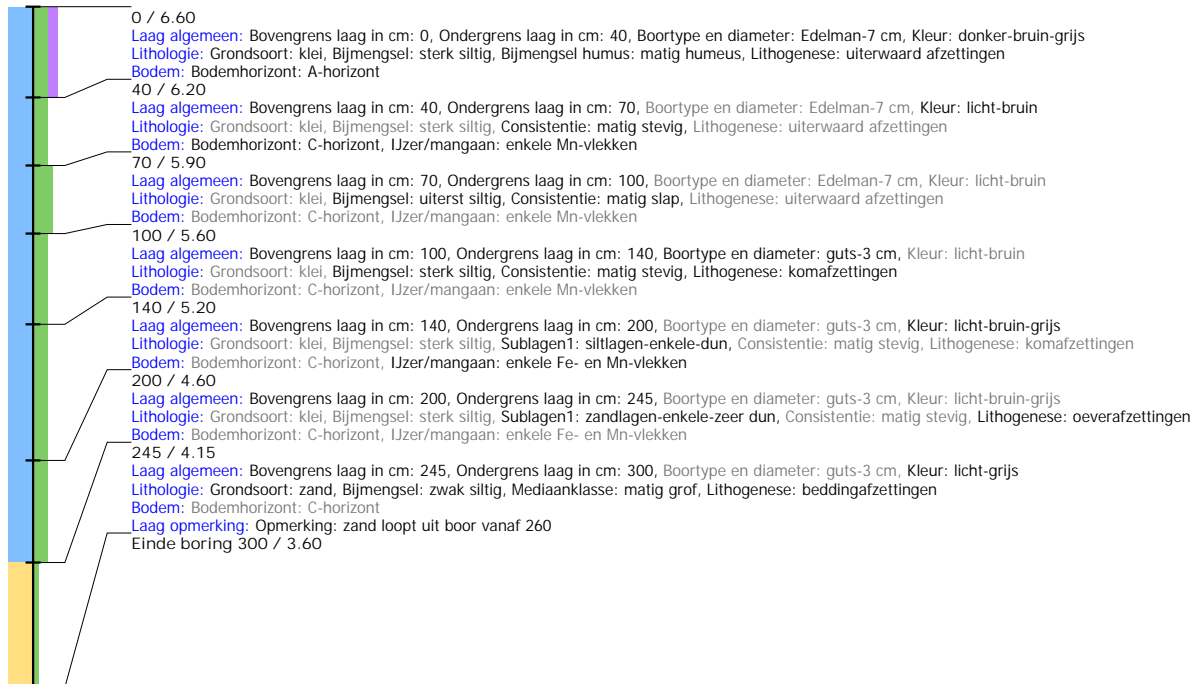 0 / 6.60
Laag algemeen: Bovengrens laag in cm: 0, Ondergrens laag in cm: 40, Boortype en diameter: Edelman-7 cm, Kleur: donker-bruin-grijs
Lithologie: Grondsoort: klei, Bijmengsel: sterk siltig, Bijmengsel humus: matig humeus, Lithogenese: uiterwaard afzettingen
Bodem: Bodemhorizont: A-horizont
40 / 6.20
Laag algemeen: Bovengrens laag in cm: 40, Ondergrens laag in cm: 70, Boortype en diameter: Edelman-7 cm, Kleur: licht-bruin
Lithologie: Grondsoort: klei, Bijmengsel: sterk siltig, Consistentie: matig stevig, Lithogenese: uiterwaard afzettingen
Bodem: Bodemhorizont: C-horizont, IJzer/mangaan: enkele Mn-vlekken
70 / 5.90
Laag algemeen: Bovengrens laag in cm: 70, Ondergrens laag in cm: 100, Boortype en diameter: Edelman-7 cm, Kleur: licht-bruin
Lithologie: Grondsoort: klei, Bijmengsel: uiterst siltig, Consistentie: matig slap, Lithogenese: uiterwaard afzettingen
Bodem: Bodemhorizont: C-horizont, IJzer/mangaan: enkele Mn-vlekken
100 / 5.60
Laag algemeen: Bovengrens laag in cm: 100, Ondergrens laag in cm: 140, Boortype en diameter: guts-3 cm, Kleur: licht-bruin
Lithologie: Grondsoort: klei, Bijmengsel: sterk siltig, Consistentie: matig stevig, Lithogenese: komafzettingen
Bodem: Bodemhorizont: C-horizont, IJzer/mangaan: enkele Mn-vlekken
140 / 5.20
Laag algemeen: Bovengrens laag in cm: 140, Ondergrens laag in cm: 200, Boortype en diameter: guts-3 cm, Kleur: licht-bruin-grijs
Lithologie: Grondsoort: klei, Bijmengsel: sterk siltig, Sublagen1: siltlagen-enkele-dun, Consistentie: matig stevig, Lithogenese: komafzettingen
Bodem: Bodemhorizont: C-horizont, IJzer/mangaan: enkele Fe- en Mn-vlekken
200 / 4.60
Laag algemeen: Bovengrens laag in cm: 200, Ondergrens laag in cm: 245, Boortype en diameter: guts-3 cm, Kleur: licht-bruin-grijs
Lithologie: Grondsoort: klei, Bijmengsel: sterk siltig, Sublagen1: zandlagen-enkele-zeer dun, Consistentie: matig stevig, Lithogenese: oeverafzettingen
Bodem: Bodemhorizont: C-horizont, IJzer/mangaan: enkele Fe- en Mn-vlekken
245 / 4.15
Laag algemeen: Bovengrens laag in cm: 245, Ondergrens laag in cm: 300, Boortype en diameter: guts-3 cm, Kleur: licht-grijs
Lithologie: Grondsoort: zand, Bijmengsel: zwak siltig, Mediaanklasse: matig grof, Lithogenese: beddingafzettingen
Bodem: Bodemhorizont: C-horizont
Laag opmerking: Opmerking: zand loopt uit boor vanaf 260
Einde boring 300 / 3.60